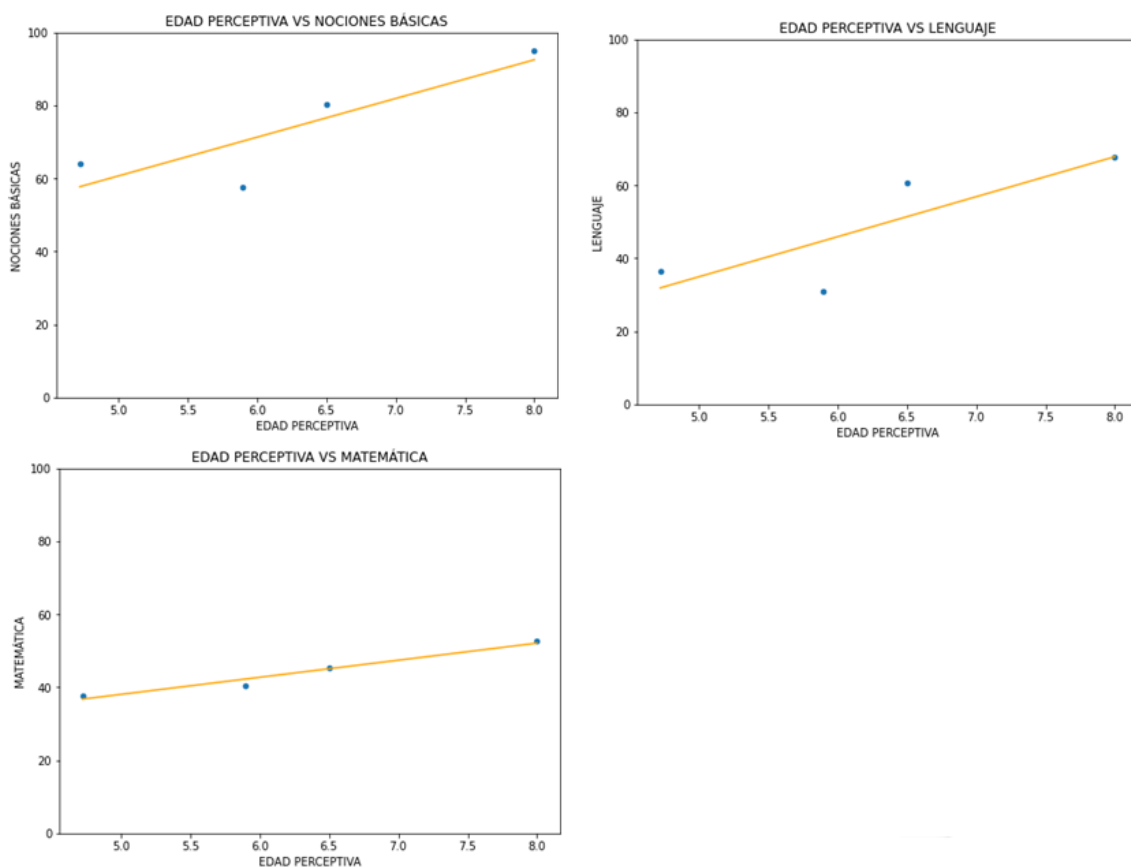 EDAD PERCEPTIVA VS NOCIONES BÁSICAS
100
80
60
40
20
0
NOCIONES BÁSICAS
5.0 5.5 6.0 6.5 7.0 7.5 8.0
EDAD PERCEPTIVA
EDAD PERCEPTIVA VS LENGUAJE
100
80
60
40
20
0
LENGUAJE
5.0 5.5 6.0 6.5 7.0 7.5 8.0
EDAD PERCEPTIVA
EDAD PERCEPTIVA VS MATEMÁTICA
100
80
60
40
20
0
MATEMÁTICA
5.0 5.5 6.0 6.5 7.0 7.5 8.0
EDAD PERCEPTIVA